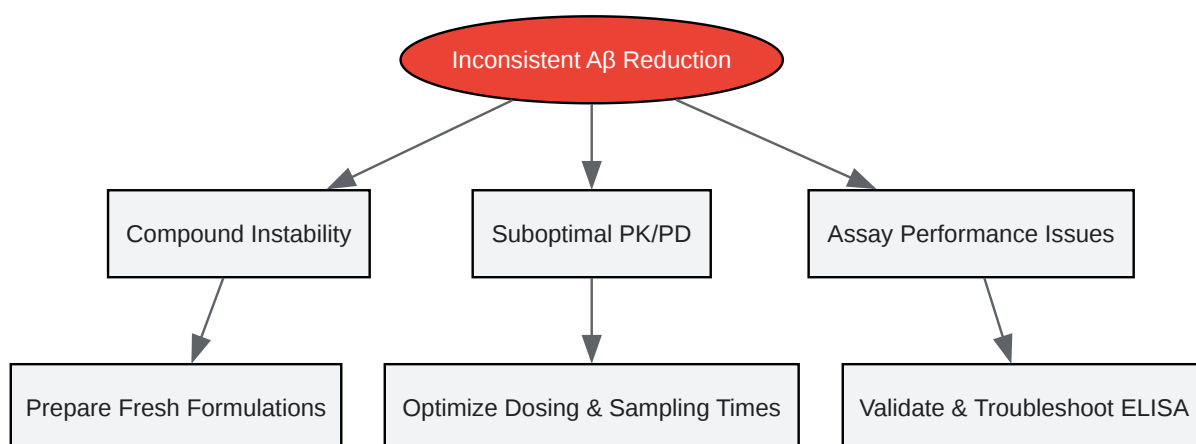 Inconsistent Aβ Reduction
Compound Instability
Suboptimal PK/PD
Assay Performance Issues
Prepare Fresh Formulations
Optimize Dosing & Sampling Times
Validate & Troubleshoot ELISA